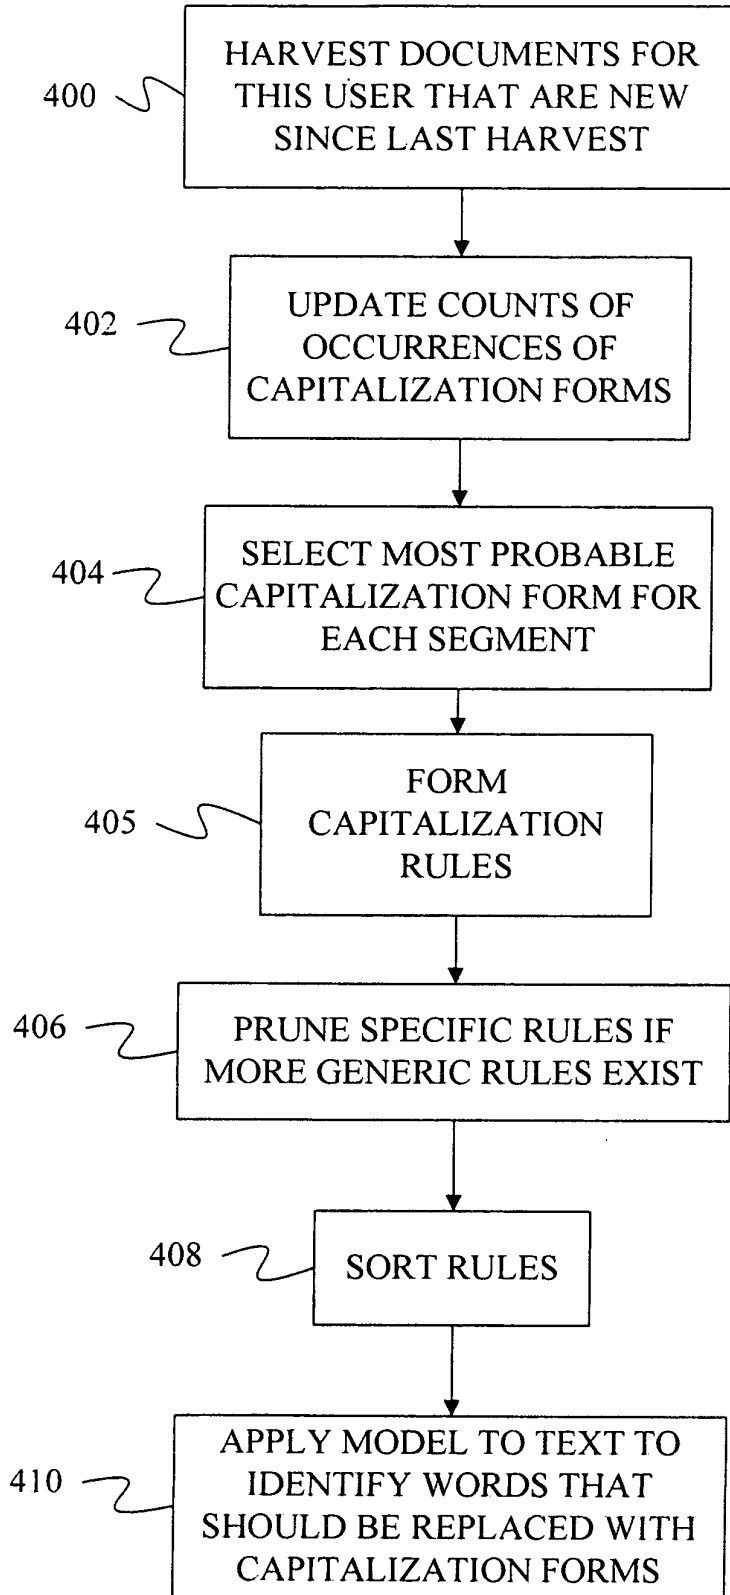 HARVEST DOCUMENTS FOR
THIS USER THAT ARE NEW
SINCE LAST HARVEST
400
UPDATE COUNTS OF
OCCURRENCES OF
CAPITALIZATION FORMS
402
SELECT MOST PROBABLE
CAPITALIZATION FORM FOR
EACH SEGMENT
404
FORM
CAPITALIZATION
RULES
405
PRUNE SPECIFIC RULES IF
MORE GENERIC RULES EXIST
406
SORT RULES
408
APPLY MODEL TO TEXT TO
IDENTIFY WORDS THAT
SHOULD BE REPLACED WITH
CAPITALIZATION FORMS
410